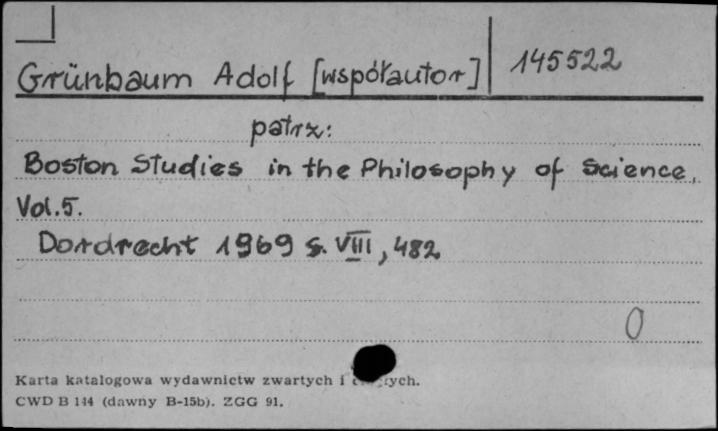 Grünbaum Adolf [współautor] 145522
patrz:
Boston Studies in the Philosophy of Science.
Vol.5.
Dordrecht 1969 s. VIII, 482
0
Karta katalogowa wydawnictw zwartych i
CWD B 144 (dawny B-15b). ZGG 91.